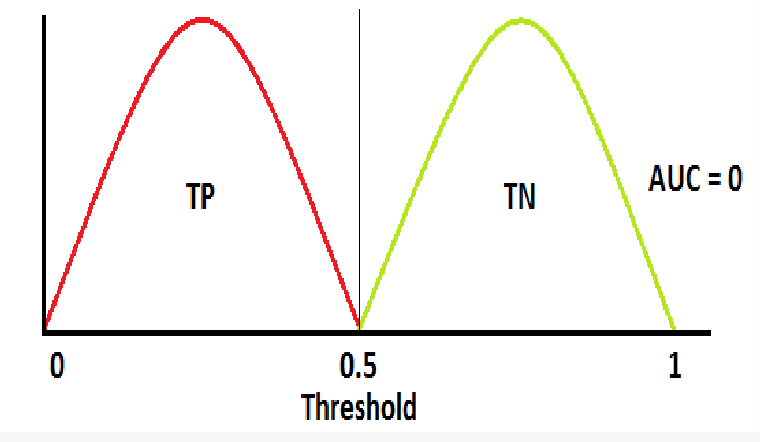 TP
TN
AUC = 0
0
0.5
1
Threshold